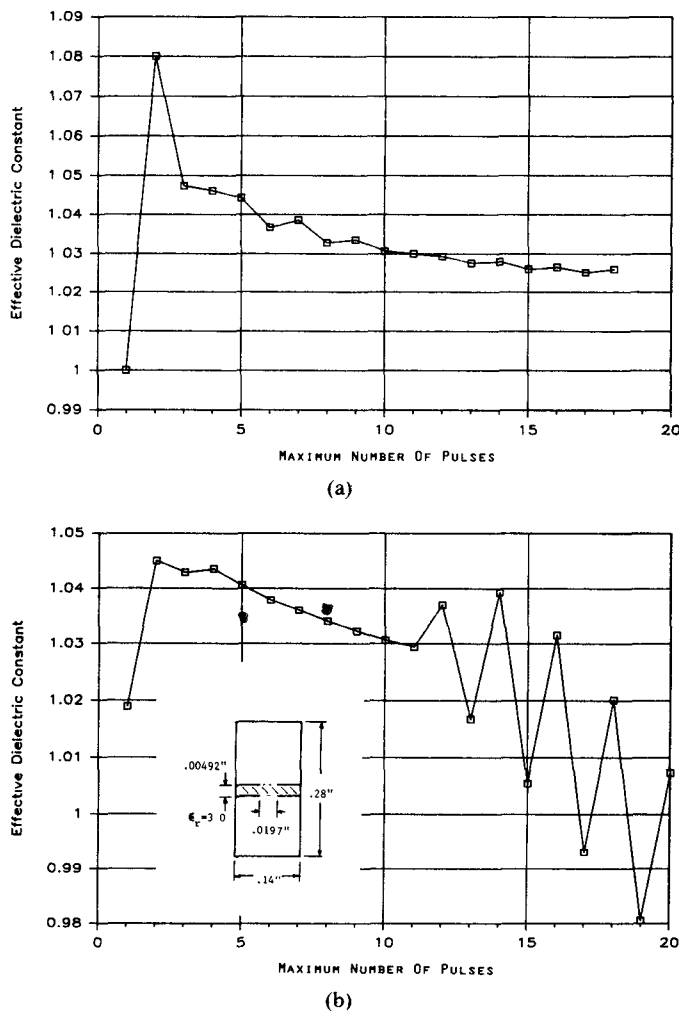 1.09
1.08
1.07
1.06
1.05
1.04
1.03
1.02
1.01
1
0.99
Effective Dielectric Constant
0 5 10 15 20
MAXIMUM NUMBER OF PULSES
(a)
1.05
1.04
1.03
1.02
1.01
1
0.99
0.98
Effective Dielectric Constant
.00492"
.28"
ϵr=3 0
.0197"
.14"
0 5 10 15 20
MAXIMUM NUMBER OF PULSES
(b)